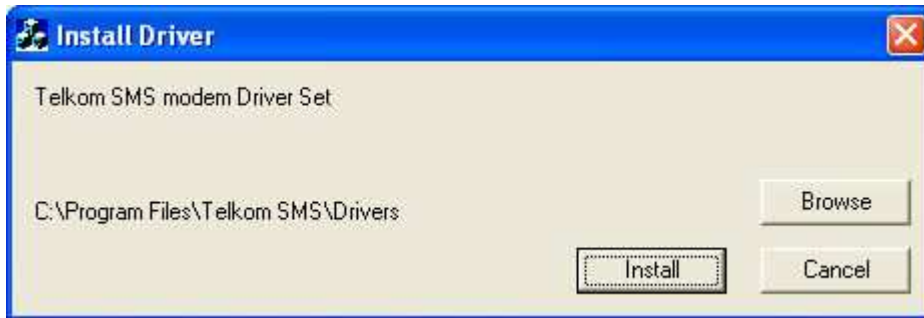 Install Driver
Telkom SMS modem Driver Set
C:\Program Files\Telkom SMS\Drivers
Browse
Install
Cancel